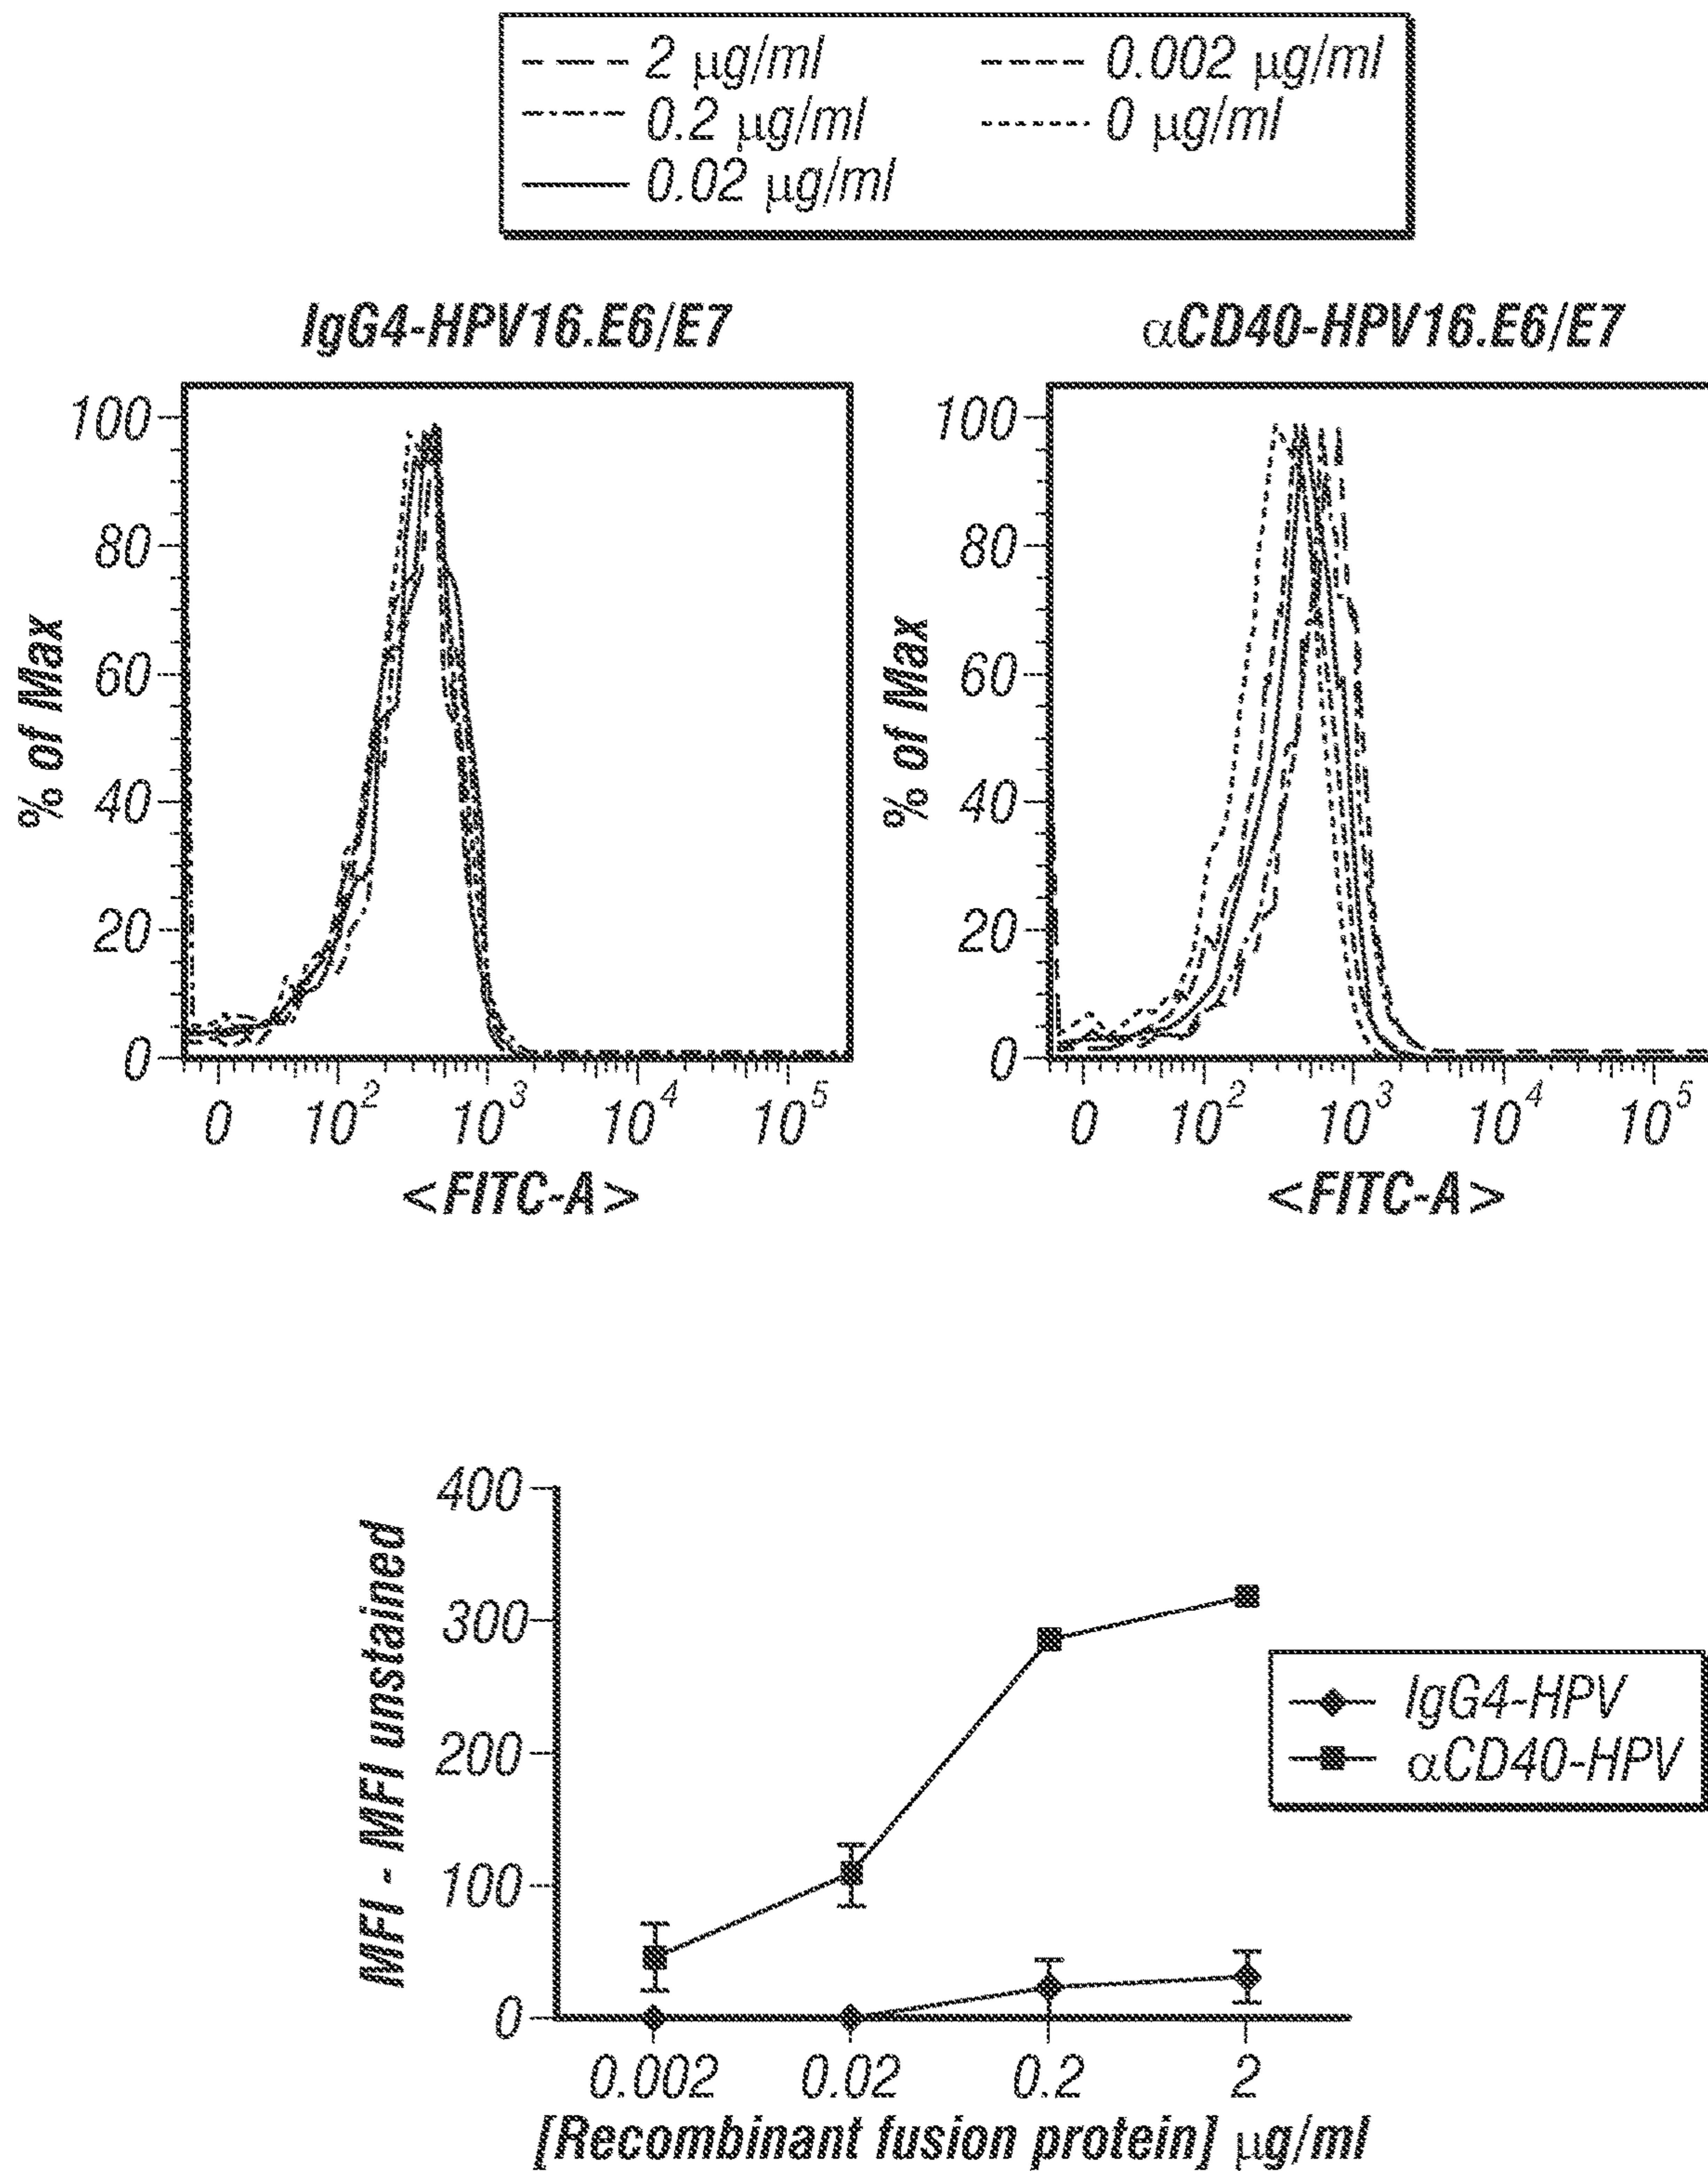 2 µg/ml 0.002 µg/ml
0.2 µg/ml 0 µg/ml
0.02 µg/ml
IgG4-HPV16.E6/E7
% of Max
100
80
60
40
20
0
0 10² 10³ 10⁴ 10⁵
<FITC-A>
αCD40-HPV16.E6/E7
% of Max
100
80
60
40
20
0
0 10² 10³ 10⁴ 10⁵
<FITC-A>
MFI - MFI unstained
400
300
200
100
0
0.002 0.02 0.2 2
[Recombinant fusion protein] µg/ml
IgG4-HPV
αCD40-HPV